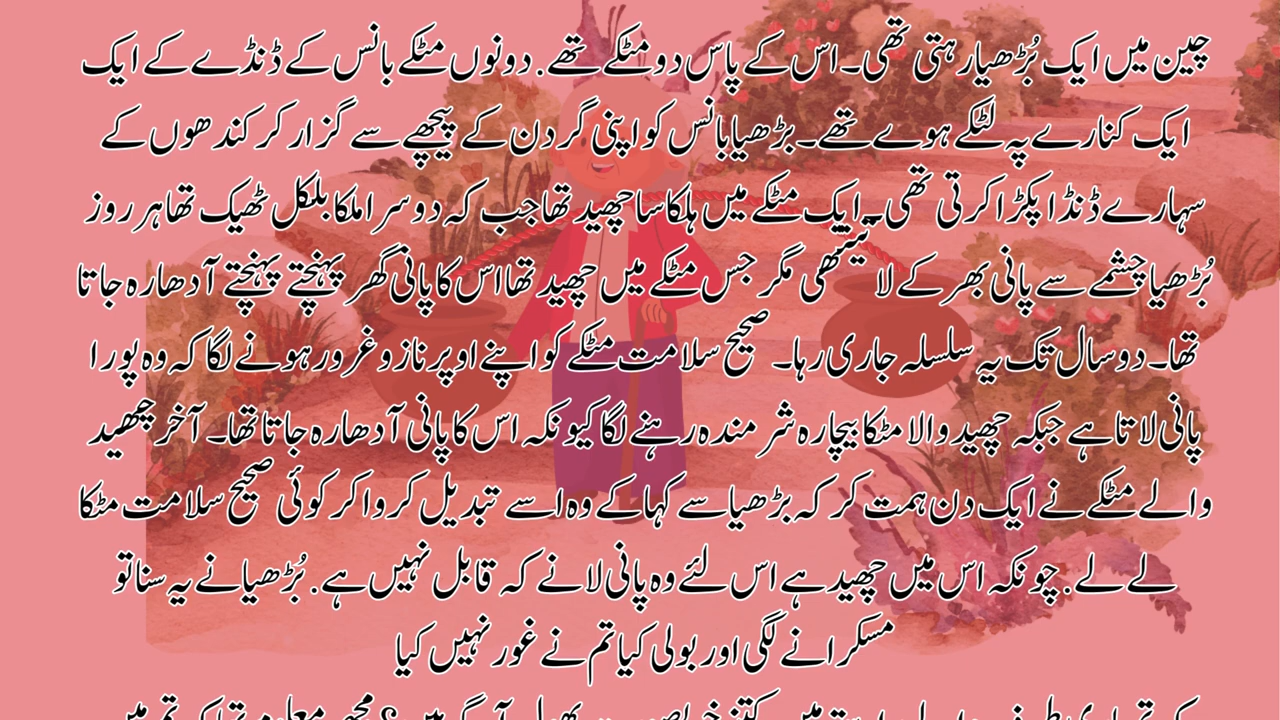 چین میں ایک بُڑھیا رہتی تھی۔ اس کے پاس دو مٹکے تھے. دونوں مٹکے بانس کے ڈنڈے کے ایک
ایک کنارے پہ لٹکے ہوے تھے۔ بڑھیا بانس کو اپنی گردن کے پیچھے سے گزار کر کندھوں کے
سہارے ڈنڈا پکڑا کرتی تھی۔ ایک مٹکے میں ہلکا سا چھید تھا جب کہ دوسرا ملکا بلکل ٹھیک تھا ہر روز
بُڑھیا چشمے سے پانی بھر کے لاتی تھی مگر جس مٹکے میں چھید تھا اس کا پانی گھر پہنچتے پہنچتے آدھا رہ جاتا
تھا۔ دو سال تک یہ سلسلہ جاری رہا۔ صحیح سلامت مٹکے کو اپنے اوپر ناز و غرور ہونے لگا کہ وہ پورا
پانی لاتا ہے جبکہ چھید والا مٹکا بیچارہ شرمندہ رہنے لگا کیونکہ اس کا پانی آدھا رہ جاتا تھا۔ آخر چھید
والے مٹکے نے ایک دن ہمت کر کہ بڑھیا سے کہا کے وہ اسے تبدیل کروا کر کوئی صحیح سلامت مٹکا
لے لے. چونکہ اس میں چھید ہے اس لئے وہ پانی لانے کہ قابل نہیں ہے. بُڑھیا نے یہ سنا تو
مسکرانے لگی اور بولی کیا تم نے غور نہیں کیا